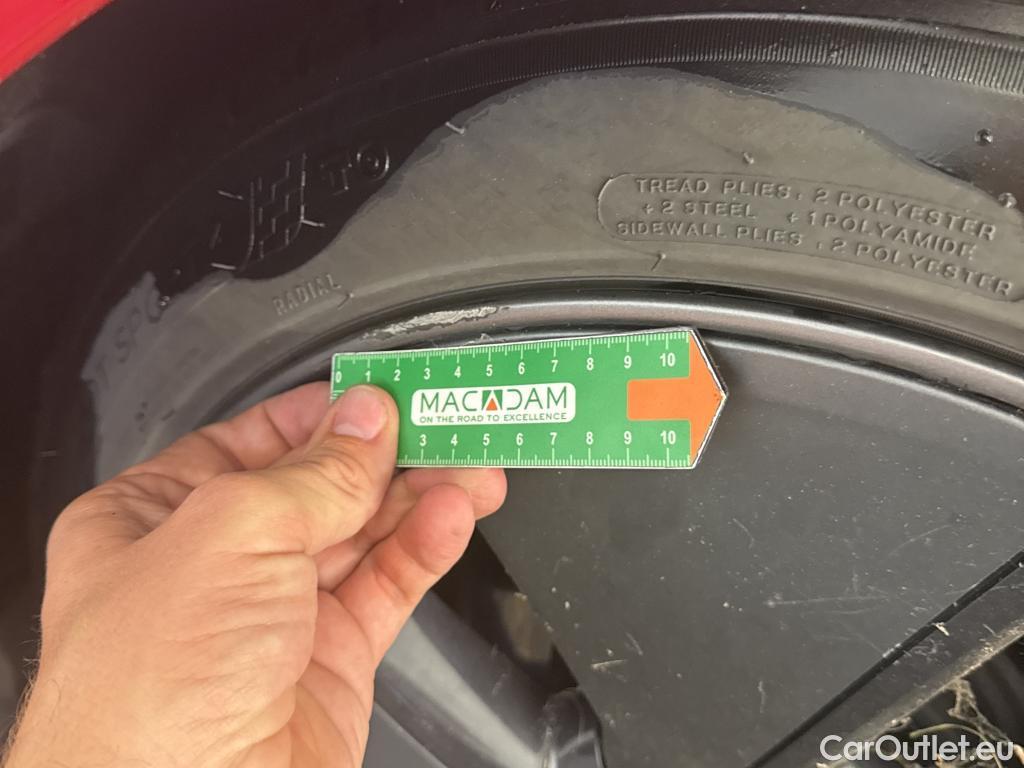 TO
TREAD PLIES : 2 POLYESTER
+ 2 STEEL + 1 POLYAMIDE
SIDEWALL PLIES : 2 POLYESTER
RADIAL
0 1 2 3 4 5 6 7 8 9 10
MACADAM
ON THE ROAD TO EXCELLENCE
3 4 5 6 7 8 9 10
CarOutlet.eu